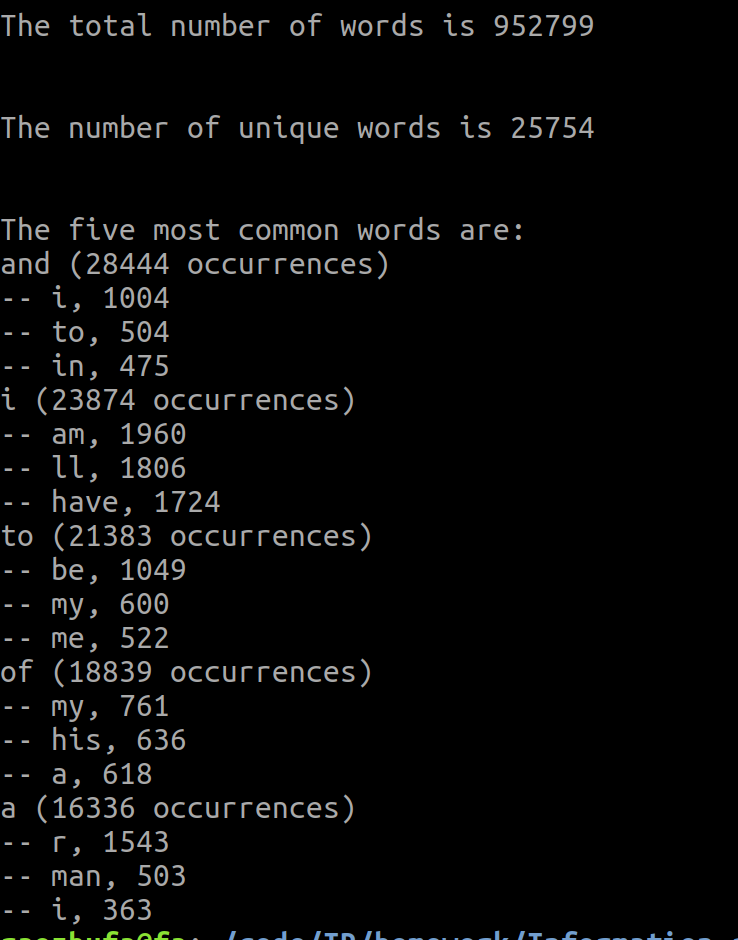 The total number of words is 952799
The number of unique words is 25754
The five most common words are:
and (28444 occurrences)
-- i, 1004
-- to, 504
-- in, 475
i (23874 occurrences)
-- am, 1960
-- ll, 1806
-- have, 1724
to (21383 occurrences)
-- be, 1049
-- my, 600
-- me, 522
of (18839 occurrences)
-- my, 761
-- his, 636
-- a, 618
a (16336 occurrences)
-- r, 1543
-- man, 503
-- i, 363